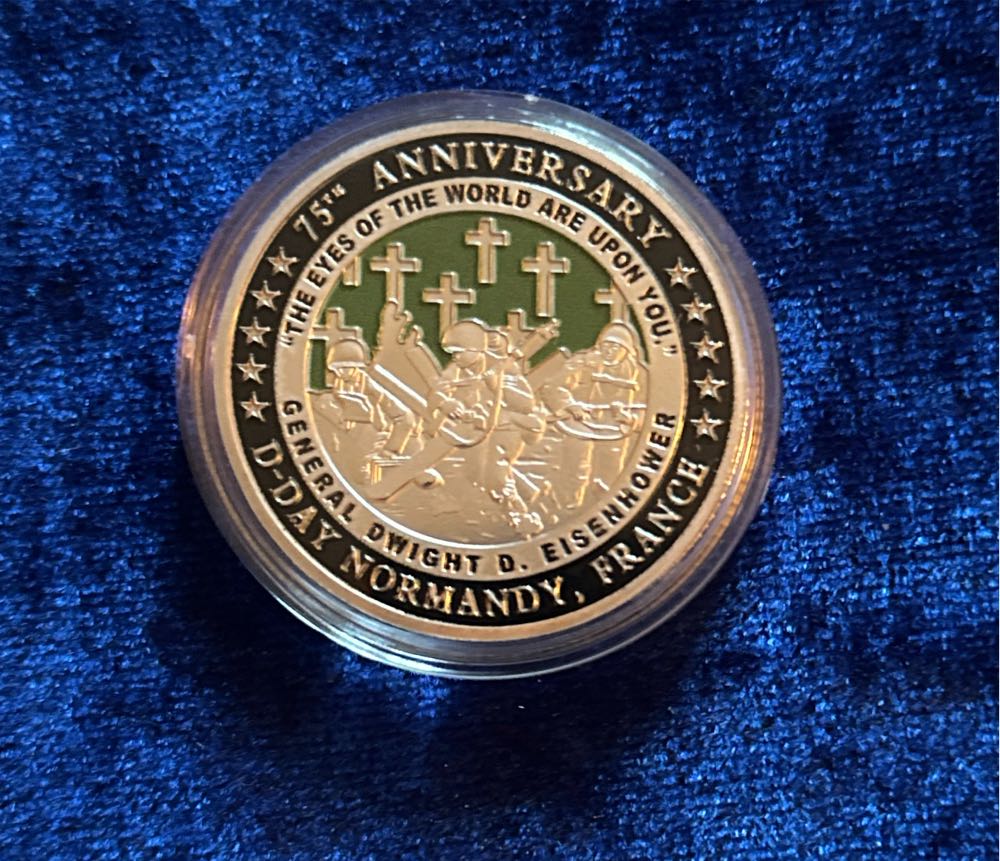 75TH ANNIVERSARY
"THE EYES OF THE WORLD ARE UPON YOU."
GENERAL DWIGHT D. EISENHOWER
D-DAY NORMANDY, FRANCE